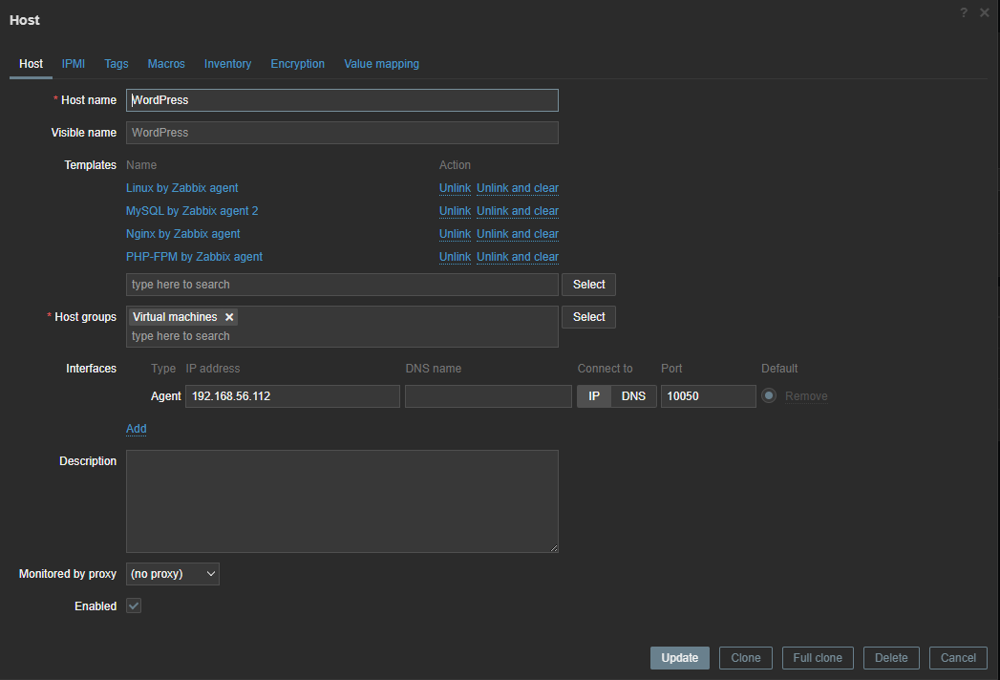 Host
? ×
Host IPMI Tags Macros Inventory Encryption Value mapping
* Host name WordPress
Visible name WordPress
Templates Name Action
Linux by Zabbix agent Unlink Unlink and clear
MySQL by Zabbix agent 2 Unlink Unlink and clear
Nginx by Zabbix agent Unlink Unlink and clear
PHP-FPM by Zabbix agent Unlink Unlink and clear
type here to search Select
* Host groups Virtual machines × Select
type here to search
Interfaces Type IP address DNS name Connect to Port Default
Agent 192.168.56.112 IP DNS 10050 Remove
Add
Description
Monitored by proxy (no proxy)
Enabled
Update Clone Full clone Delete Cancel